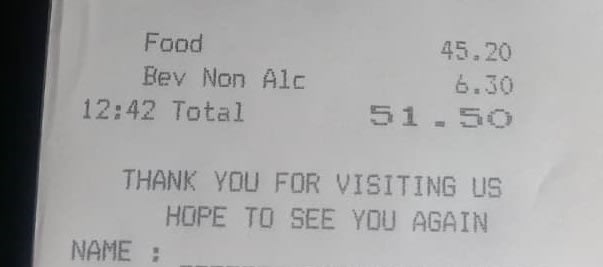 Food 45.20
Bev Non Alc 6.30
12:42 Total 51.50
THANK YOU FOR VISITING US
HOPE TO SEE YOU AGAIN
NAME :